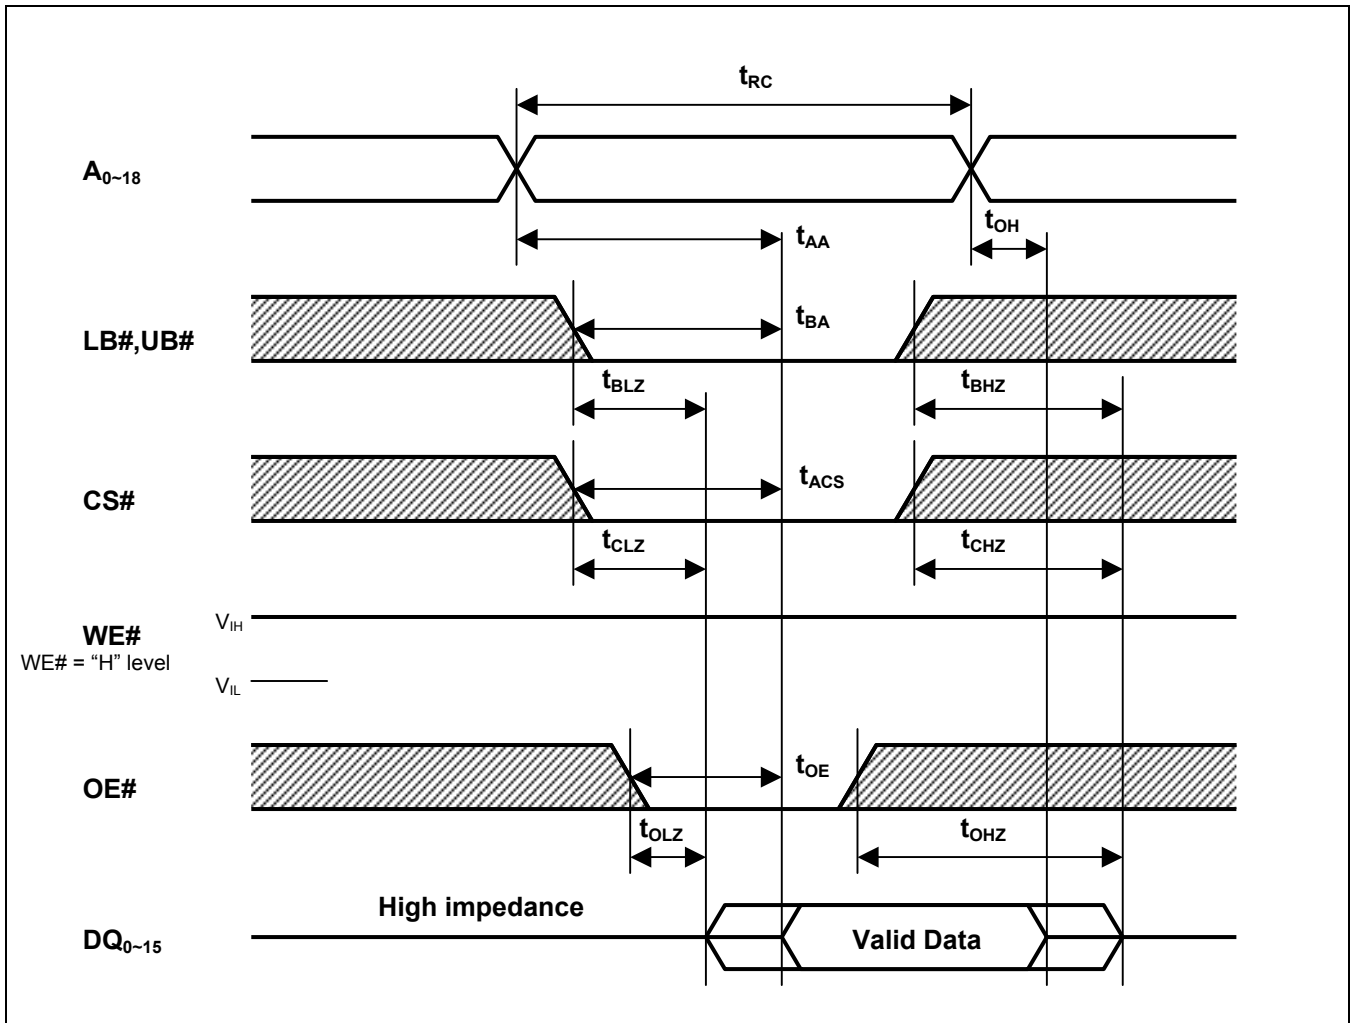 tRC
A0~18
tOH
tAA
LB#,UB#
tBA
tBLZ
tBHZ
CS#
tACS
tCLZ
tCHZ
WE#
VIH
WE# = “H” level
VIL
OE#
tOE
tOLZ
tOHZ
High impedance
DQ0~15
Valid Data